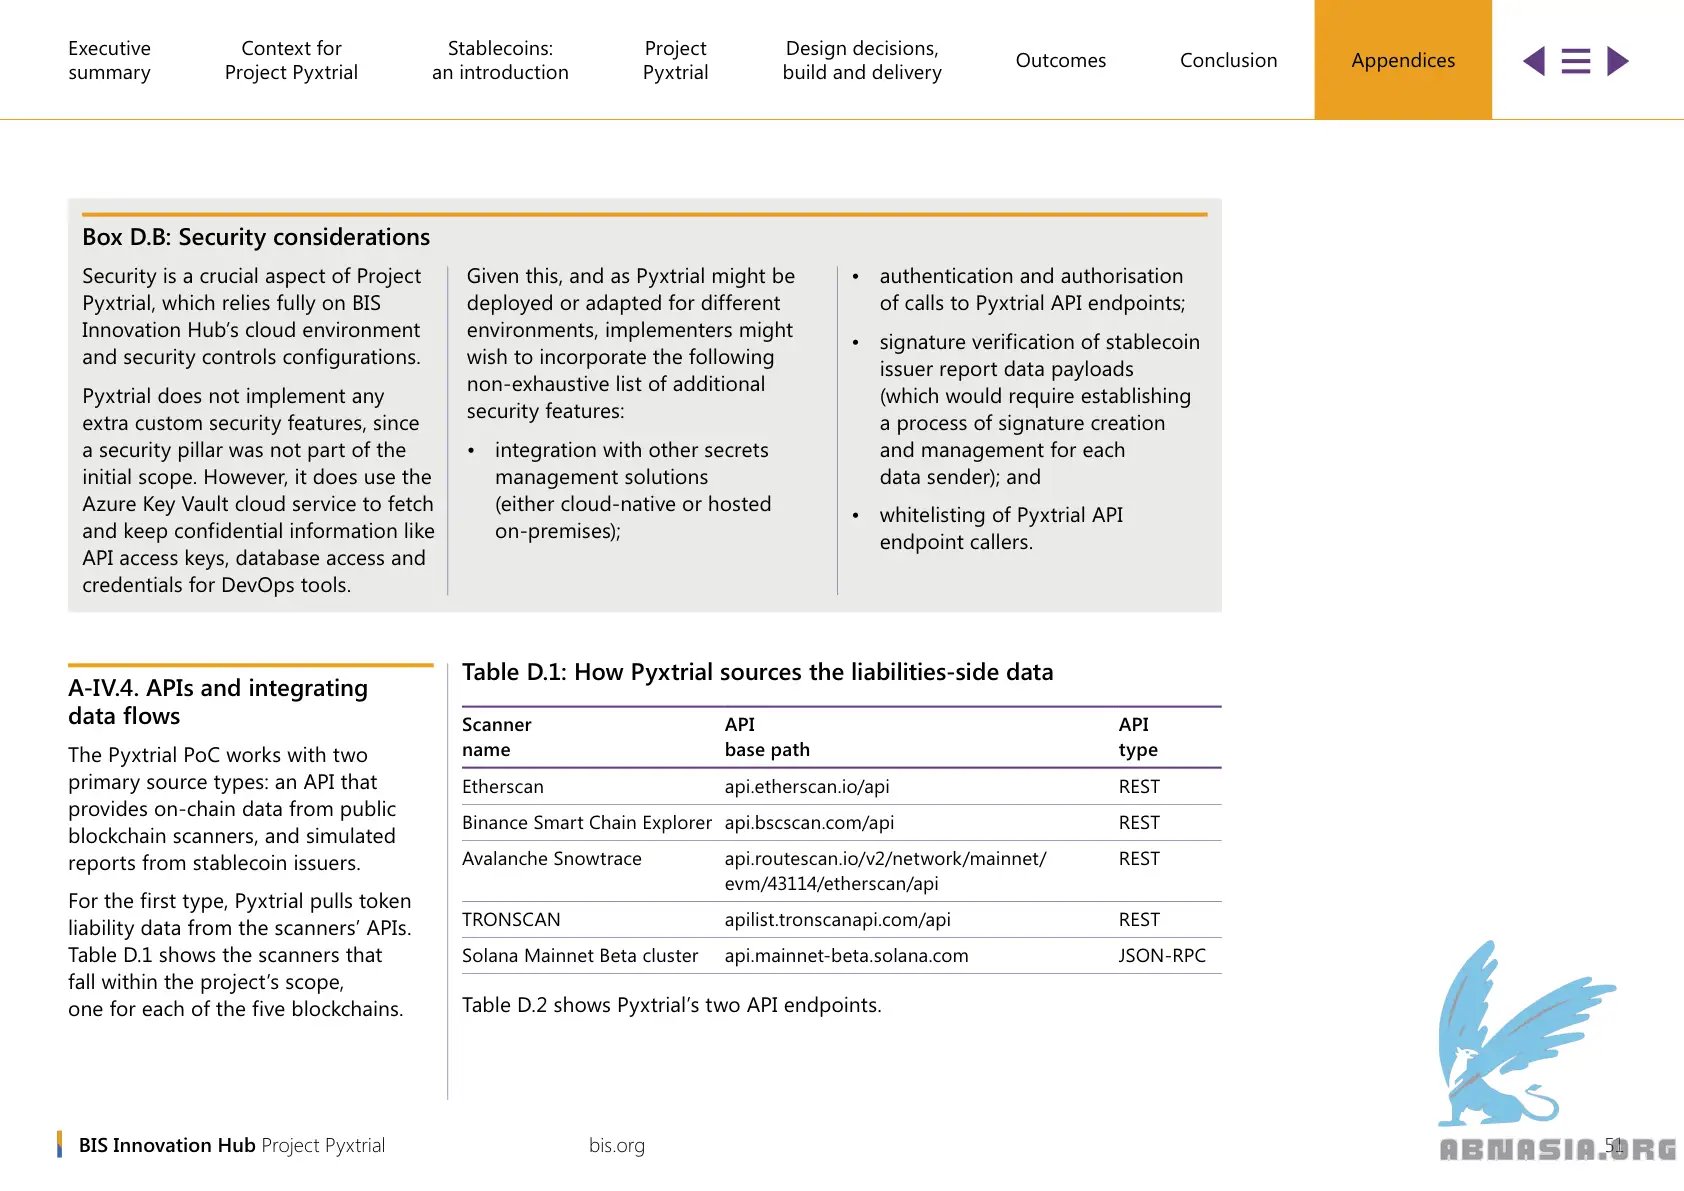 Executive
summary
Context for
Project Pyxtrial
Stablecoins:
an introduction
Project
Pyxtrial
Design decisions,
build and delivery
Outcomes
Conclusion
Appendices
Box D.B: Security considerations
Security is a crucial aspect of Project
Pyxtrial, which relies fully on BIS
Innovation Hub’s cloud environment
and security controls configurations.
Pyxtrial does not implement any
extra custom security features, since
a security pillar was not part of the
initial scope. However, it does use the
Azure Key Vault cloud service to fetch
and keep confidential information like
API access keys, database access and
credentials for DevOps tools.
Given this, and as Pyxtrial might be
deployed or adapted for different
environments, implementers might
wish to incorporate the following
non-exhaustive list of additional
security features:
• integration with other secrets
management solutions
(either cloud-native or hosted
on-premises);
• authentication and authorisation
of calls to Pyxtrial API endpoints;
• signature verification of stablecoin
issuer report data payloads
(which would require establishing
a process of signature creation
and management for each
data sender); and
• whitelisting of Pyxtrial API
endpoint callers.
A-IV.4. APIs and integrating
data flows
The Pyxtrial PoC works with two
primary source types: an API that
provides on-chain data from public
blockchain scanners, and simulated
reports from stablecoin issuers.
For the first type, Pyxtrial pulls token
liability data from the scanners’ APIs.
Table D.1 shows the scanners that
fall within the project’s scope,
one for each of the five blockchains.
Table D.1: How Pyxtrial sources the liabilities-side data
Scanner name API base path API type
Etherscan api.etherscan.io/api REST
Binance Smart Chain Explorer api.bscscan.com/api REST
Avalanche Snowtrace api.routescan.io/v2/network/mainnet/ REST
evm/43114/etherscan/api
TRONSCAN apilist.tronscanapi.com/api REST
Solana Mainnet Beta cluster api.mainnet-beta.solana.com JSON-RPC
Table D.2 shows Pyxtrial’s two API endpoints.
BIS Innovation Hub Project Pyxtrial
bis.org
51
ABNASIA.ORG